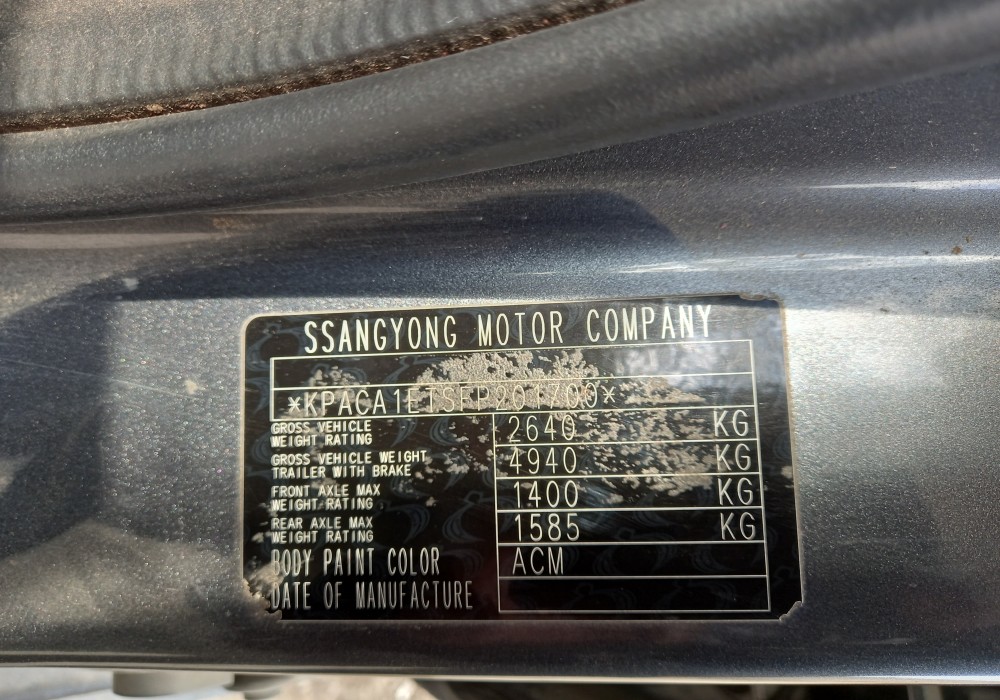 SSANGYONG MOTOR COMPANY
*KPACA1ETSFP201700*
GROSS VEHICLE
WEIGHT RATING 2640 KG
GROSS VEHICLE WEIGHT
TRAILER WITH BRAKE 4940 KG
FRONT AXLE MAX
WEIGHT RATING 1400 KG
REAR AXLE MAX
WEIGHT RATING 1585 KG
BODY PAINT COLOR ACM
DATE OF MANUFACTURE